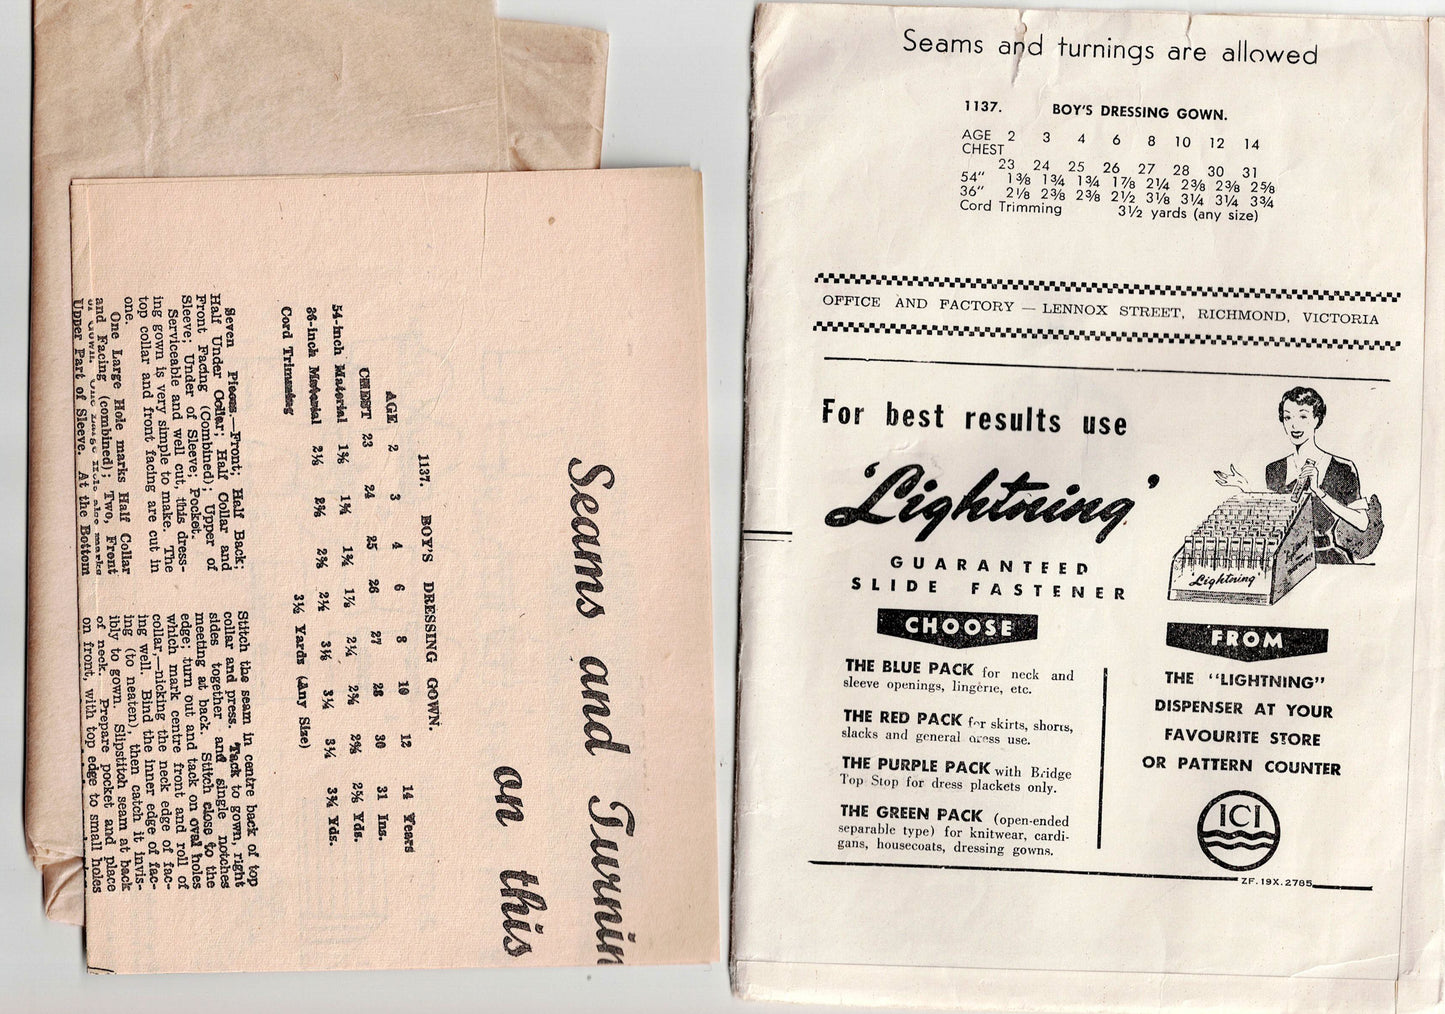 Seams and Turnin
on this
1137. BOY'S DRESSING GOWN.
AGE 2 3 4 6 8 10 12 14 Years
CHEST 23 24 25 26 27 28 30 31 Ins.
54-inch Material 1⅜ 1¾ 1¾ 1⅞ 2¼ 2⅜ 2⅜ 2⅝ Yds.
36-inch Material 2⅛ 2⅜ 2⅜ 2½ 3⅛ 3¼ 3¼ 3¾ Yds.
Cord Trimming 3½ Yards (Any Size)
Seven Pieces.—Front; Half Back;
Half Under Collar; Half Collar and
Front Facing (Combined); Upper of
Sleeve; Under of Sleeve; Pocket.
Serviceable and well cut, this dress-
ing gown is very simple to make. The
top collar and front facing are cut in
one.
One Large Hole marks Half Collar
and Facing (combined); Two, Front
of Gown. One Large Hole also marks
Upper Part of Sleeve. At the Bottom
Stitch the seam in centre back of top
collar and press. Tack to gown, right
sides together and single notches
meeting at back. Stitch close to the
edge; turn out and tack on oval holes
which mark centre front and roll of
collar,—nicking the neck edge of fac-
ing well. Bind the inner edge of fac-
ing (to neaten), then catch it invis-
ibly to gown. Slipstitch seam at back
of neck. Prepare pocket and place
on front, with top edge to small holes
Seams and turnings are allowed
1137. BOY'S DRESSING GOWN.
AGE 2 3 4 6 8 10 12 14
CHEST
23 24 25 26 27 28 30 31
54" 1⅜ 1¾ 1¾ 1⅞ 2¼ 2⅜ 2⅜ 2⅝
36" 2⅛ 2⅜ 2⅜ 2½ 3⅛ 3¼ 3¼ 3¾
Cord Trimming 3½ yards (any size)
OFFICE AND FACTORY — LENNOX STREET, RICHMOND, VICTORIA
For best results use
'Lightning'
GUARANTEED
SLIDE FASTENER
'Lightning'
CHOOSE
THE BLUE PACK for neck and
sleeve openings, lingerie, etc.
THE RED PACK for skirts, shorts,
slacks and general dress use.
THE PURPLE PACK with Bridge
Top Stop for dress plackets only.
THE GREEN PACK (open-ended
separable type) for knitwear, cardi-
gans, housecoats, dressing gowns.
FROM
THE "LIGHTNING"
DISPENSER AT YOUR
FAVOURITE STORE
OR PATTERN COUNTER
ICI
ZF.19X.2785